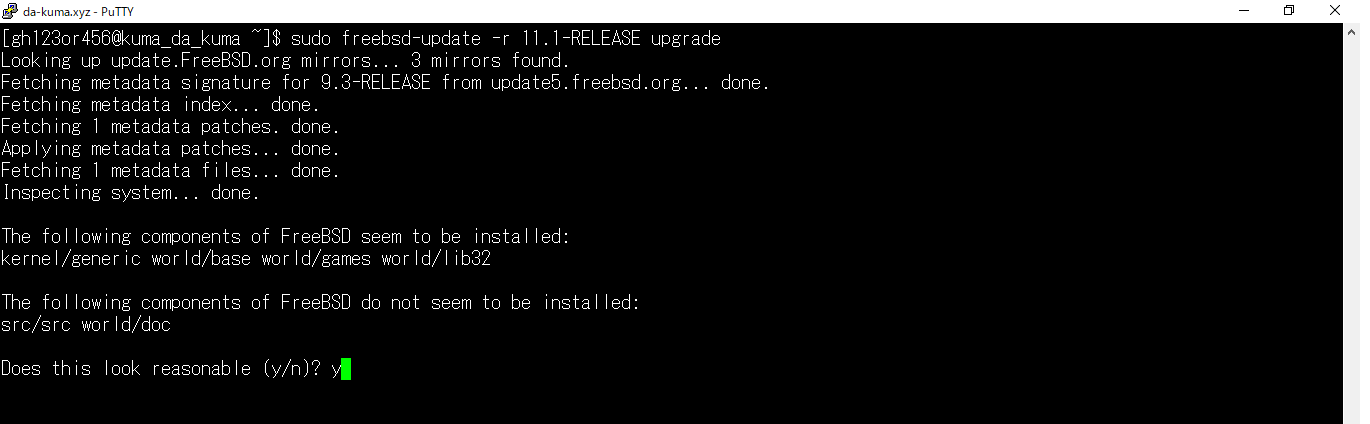 da-kuma.xyz - PuTTY
[gh123or456@kuma_da_kuma ~]$ sudo freebsd-update -r 11.1-RELEASE upgrade
Looking up update.FreeBSD.org mirrors... 3 mirrors found.
Fetching metadata signature for 9.3-RELEASE from update5.freebsd.org... done.
Fetching metadata index... done.
Fetching 1 metadata patches. done.
Applying metadata patches... done.
Fetching 1 metadata files... done.
Inspecting system... done.
The following components of FreeBSD seem to be installed:
kernel/generic world/base world/games world/lib32
The following components of FreeBSD do not seem to be installed:
src/src world/doc
Does this look reasonable (y/n)? y